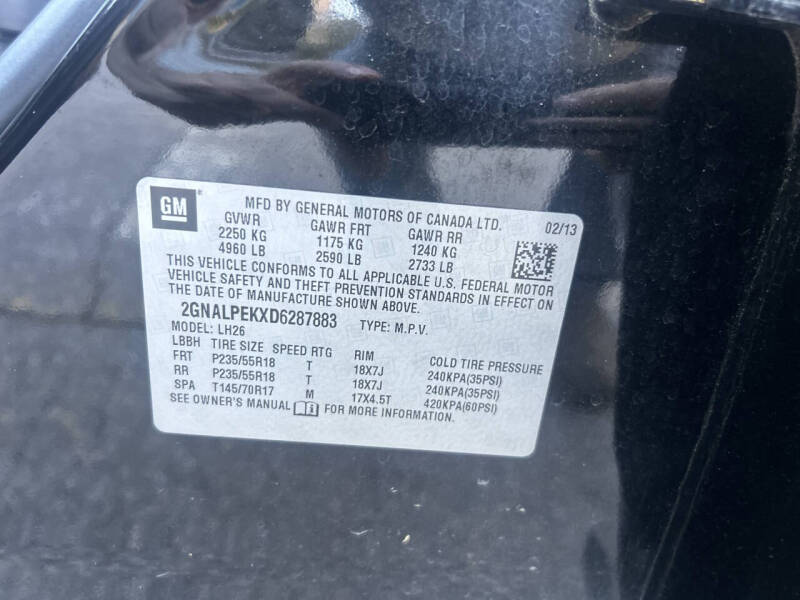 GM MFD BY GENERAL MOTORS OF CANADA LTD. 02/13
GVWR GAWR FRT GAWR RR
2250 KG 1175 KG 1240 KG
4960 LB 2590 LB 2733 LB
THIS VEHICLE CONFORMS TO ALL APPLICABLE U.S. FEDERAL MOTOR
VEHICLE SAFETY AND THEFT PREVENTION STANDARDS IN EFFECT ON
THE DATE OF MANUFACTURE SHOWN ABOVE.
2GNALPEKXD6287883 TYPE: M.P.V.
MODEL: LH26
LBBH TIRE SIZE SPEED RTG RIM COLD TIRE PRESSURE
FRT P235/55R18 T 18X7J 240KPA(35PSI)
RR P235/55R18 T 18X7J 240KPA(35PSI)
SPA T145/70R17 M 17X4.5T 420KPA(60PSI)
SEE OWNER'S MANUAL FOR MORE INFORMATION.